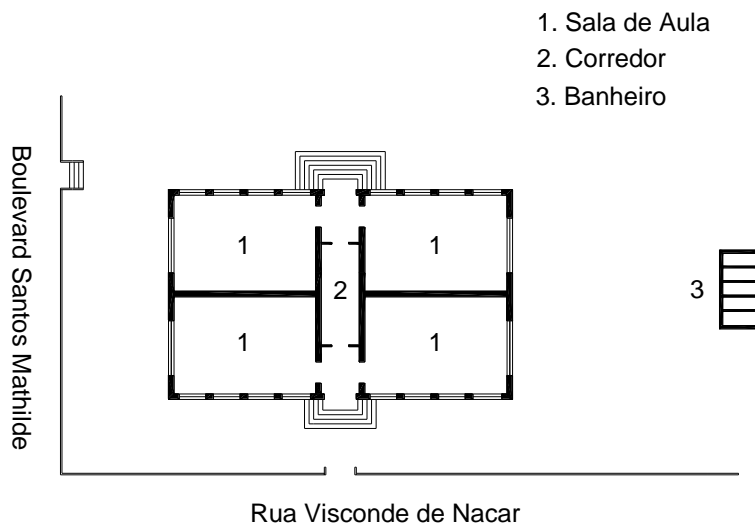 1. Sala de Aula
2. Corredor
3. Banheiro
Boulevard Santos Mathilde
1
1
2
3
1
1
Rua Visconde de Nacar